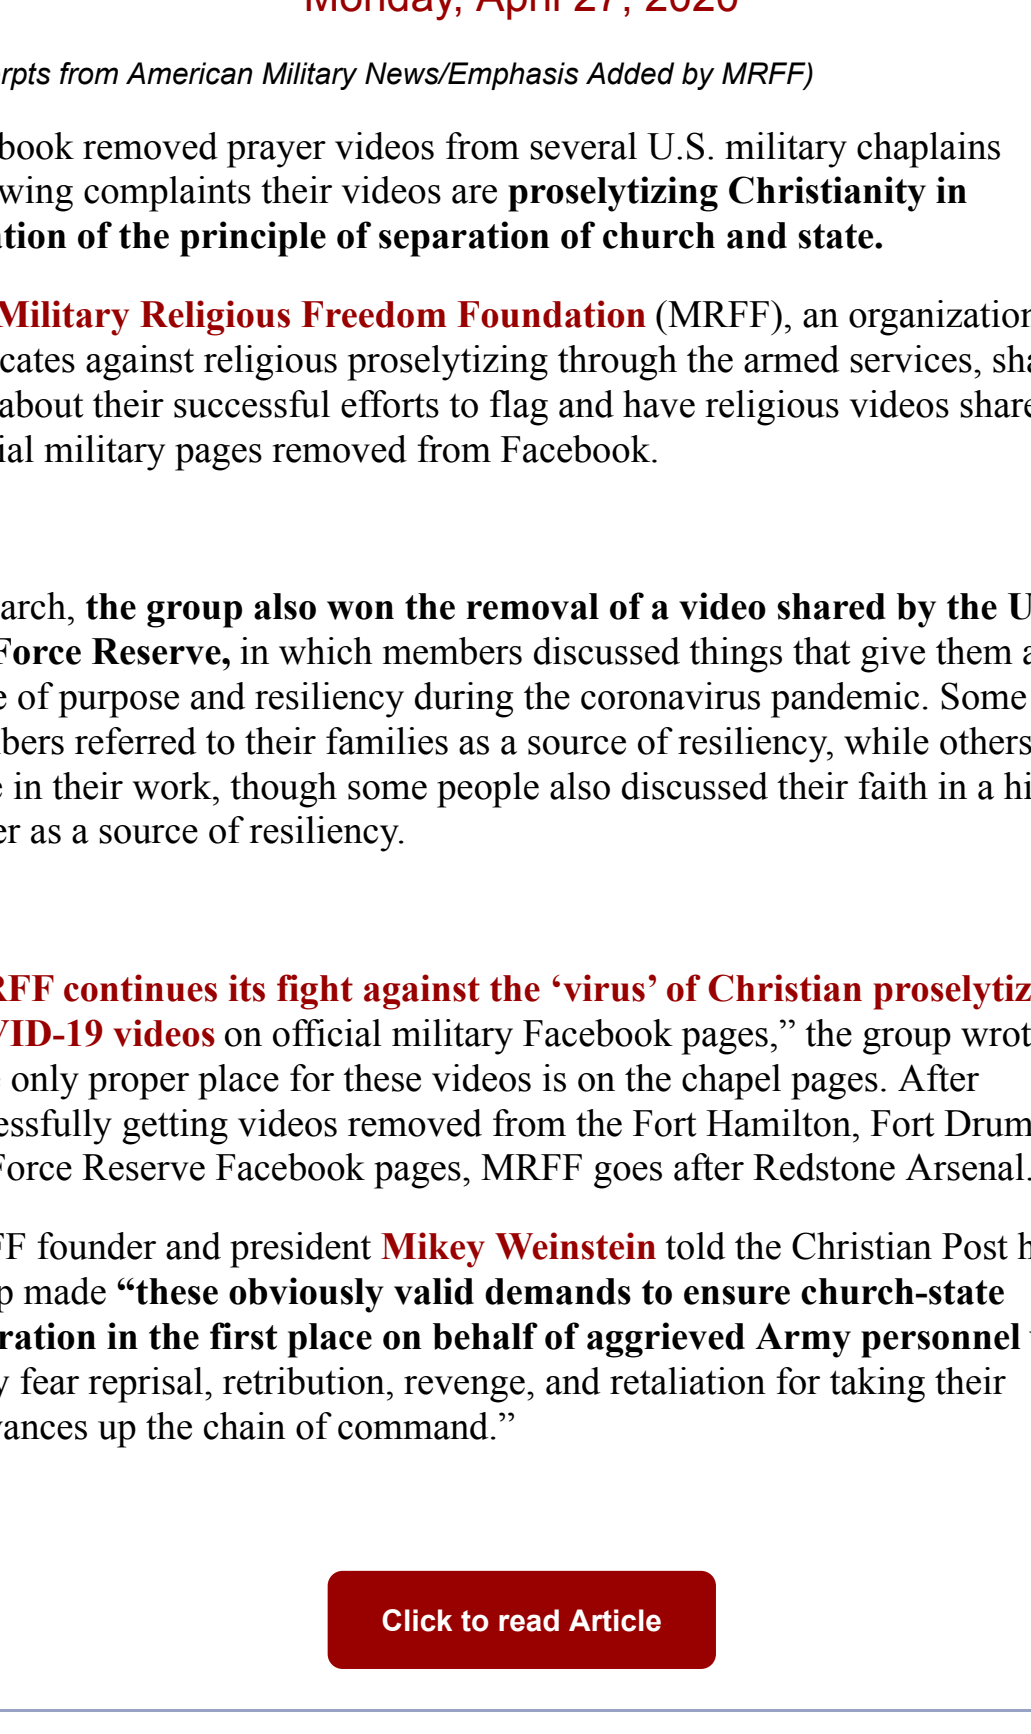 Monday, April 27, 2020
rpts from American Military News/Emphasis Added by MRFF)
book removed prayer videos from several U.S. military chaplains
wing complaints their videos are proselytizing Christianity in
tion of the principle of separation of church and state.
Military Religious Freedom Foundation (MRFF), an organization
cates against religious proselytizing through the armed services, sha
about their successful efforts to flag and have religious videos share
ial military pages removed from Facebook.
arch, the group also won the removal of a video shared by the U
Force Reserve, in which members discussed things that give them a
e of purpose and resiliency during the coronavirus pandemic. Some
bers referred to their families as a source of resiliency, while others
e in their work, though some people also discussed their faith in a hi
er as a source of resiliency.
RFF continues its fight against the ‘virus’ of Christian proselytiz
VID-19 videos on official military Facebook pages,” the group wrot
e only proper place for these videos is on the chapel pages. After
essfully getting videos removed from the Fort Hamilton, Fort Drum
Force Reserve Facebook pages, MRFF goes after Redstone Arsenal.
FF founder and president Mikey Weinstein told the Christian Post h
p made “these obviously valid demands to ensure church-state
ration in the first place on behalf of aggrieved Army personnel
y fear reprisal, retribution, revenge, and retaliation for taking their
vances up the chain of command.”
Click to read Article